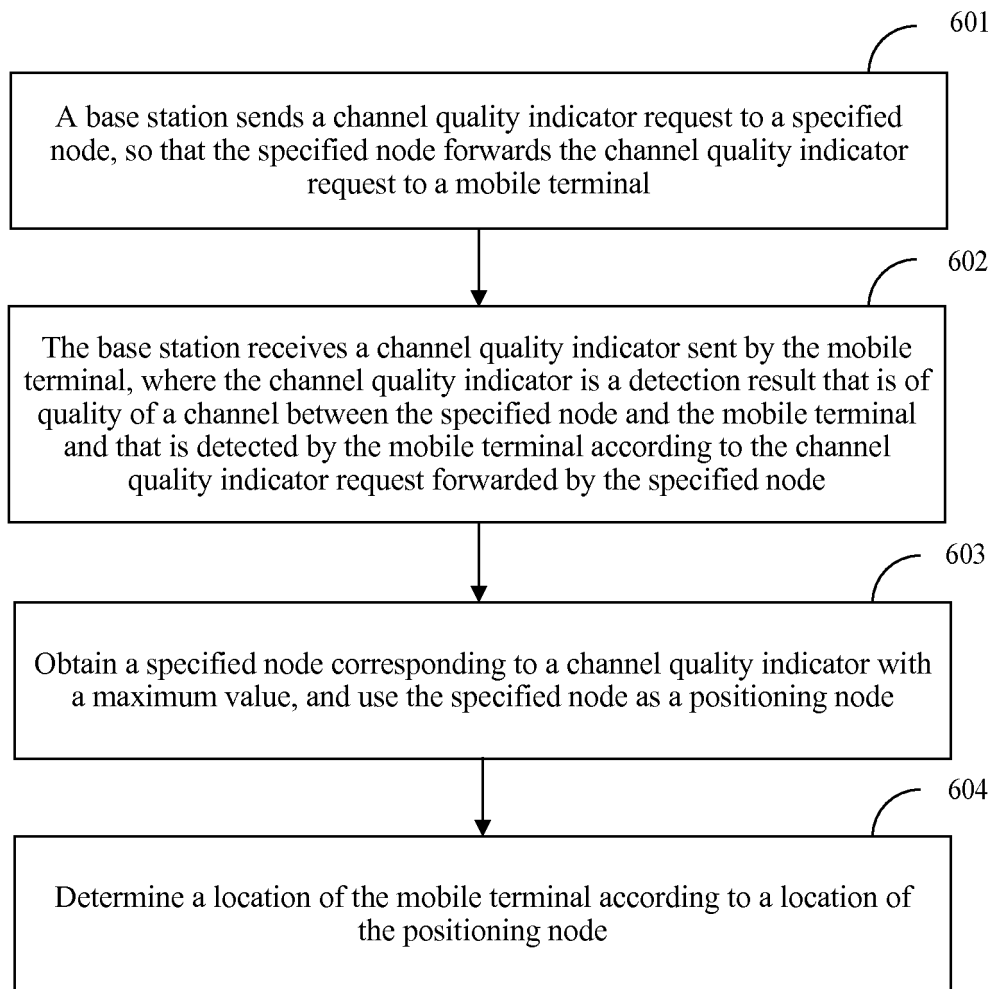 601
A base station sends a channel quality indicator request to a specified
node, so that the specified node forwards the channel quality indicator
request to a mobile terminal
602
The base station receives a channel quality indicator sent by the mobile
terminal, where the channel quality indicator is a detection result that is of
quality of a channel between the specified node and the mobile terminal
and that is detected by the mobile terminal according to the channel
quality indicator request forwarded by the specified node
603
Obtain a specified node corresponding to a channel quality indicator with
a maximum value, and use the specified node as a positioning node
604
Determine a location of the mobile terminal according to a location of
the positioning node